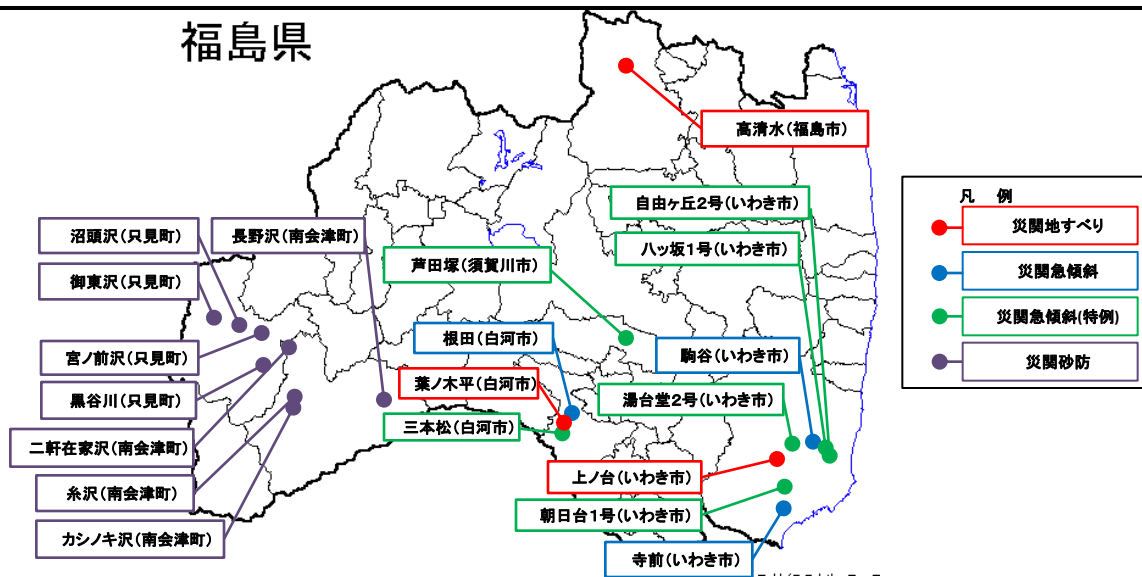 福島県
高清水(福島市)
自由ヶ丘2号(いわき市)
八ッ坂1号(いわき市)
沼頭沢(只見町)
長野沢(南会津町)
芦田塚(須賀川市)
御東沢(只見町)
根田(白河市)
駒谷(いわき市)
宮ノ前沢(只見町)
葉ノ木平(白河市)
黒谷川(只見町)
湯台堂2号(いわき市)
三本松(白河市)
二軒在家沢(南会津町)
上ノ台(いわき市)
糸沢(南会津町)
朝日台1号(いわき市)
カシノキ沢(南会津町)
寺前(いわき市)
凡 例
災関地すべり
災関急傾斜
災関急傾斜(特例)
災関砂防